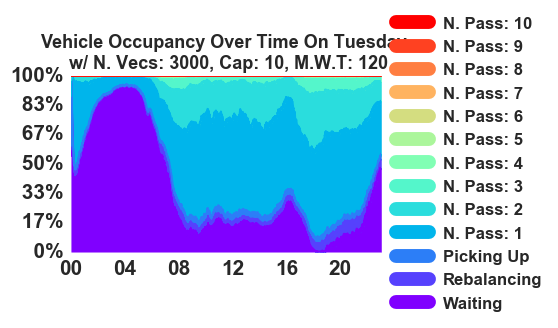 Vehicle Occupancy Over Time On Tuesday
w/ N. Vecs: 3000, Cap: 10, M.W.T: 120
100%
83%
67%
50%
33%
17%
0%
00 04 08 12 16 20
N. Pass: 10
N. Pass: 9
N. Pass: 8
N. Pass: 7
N. Pass: 6
N. Pass: 5
N. Pass: 4
N. Pass: 3
N. Pass: 2
N. Pass: 1
Picking Up
Rebalancing
Waiting